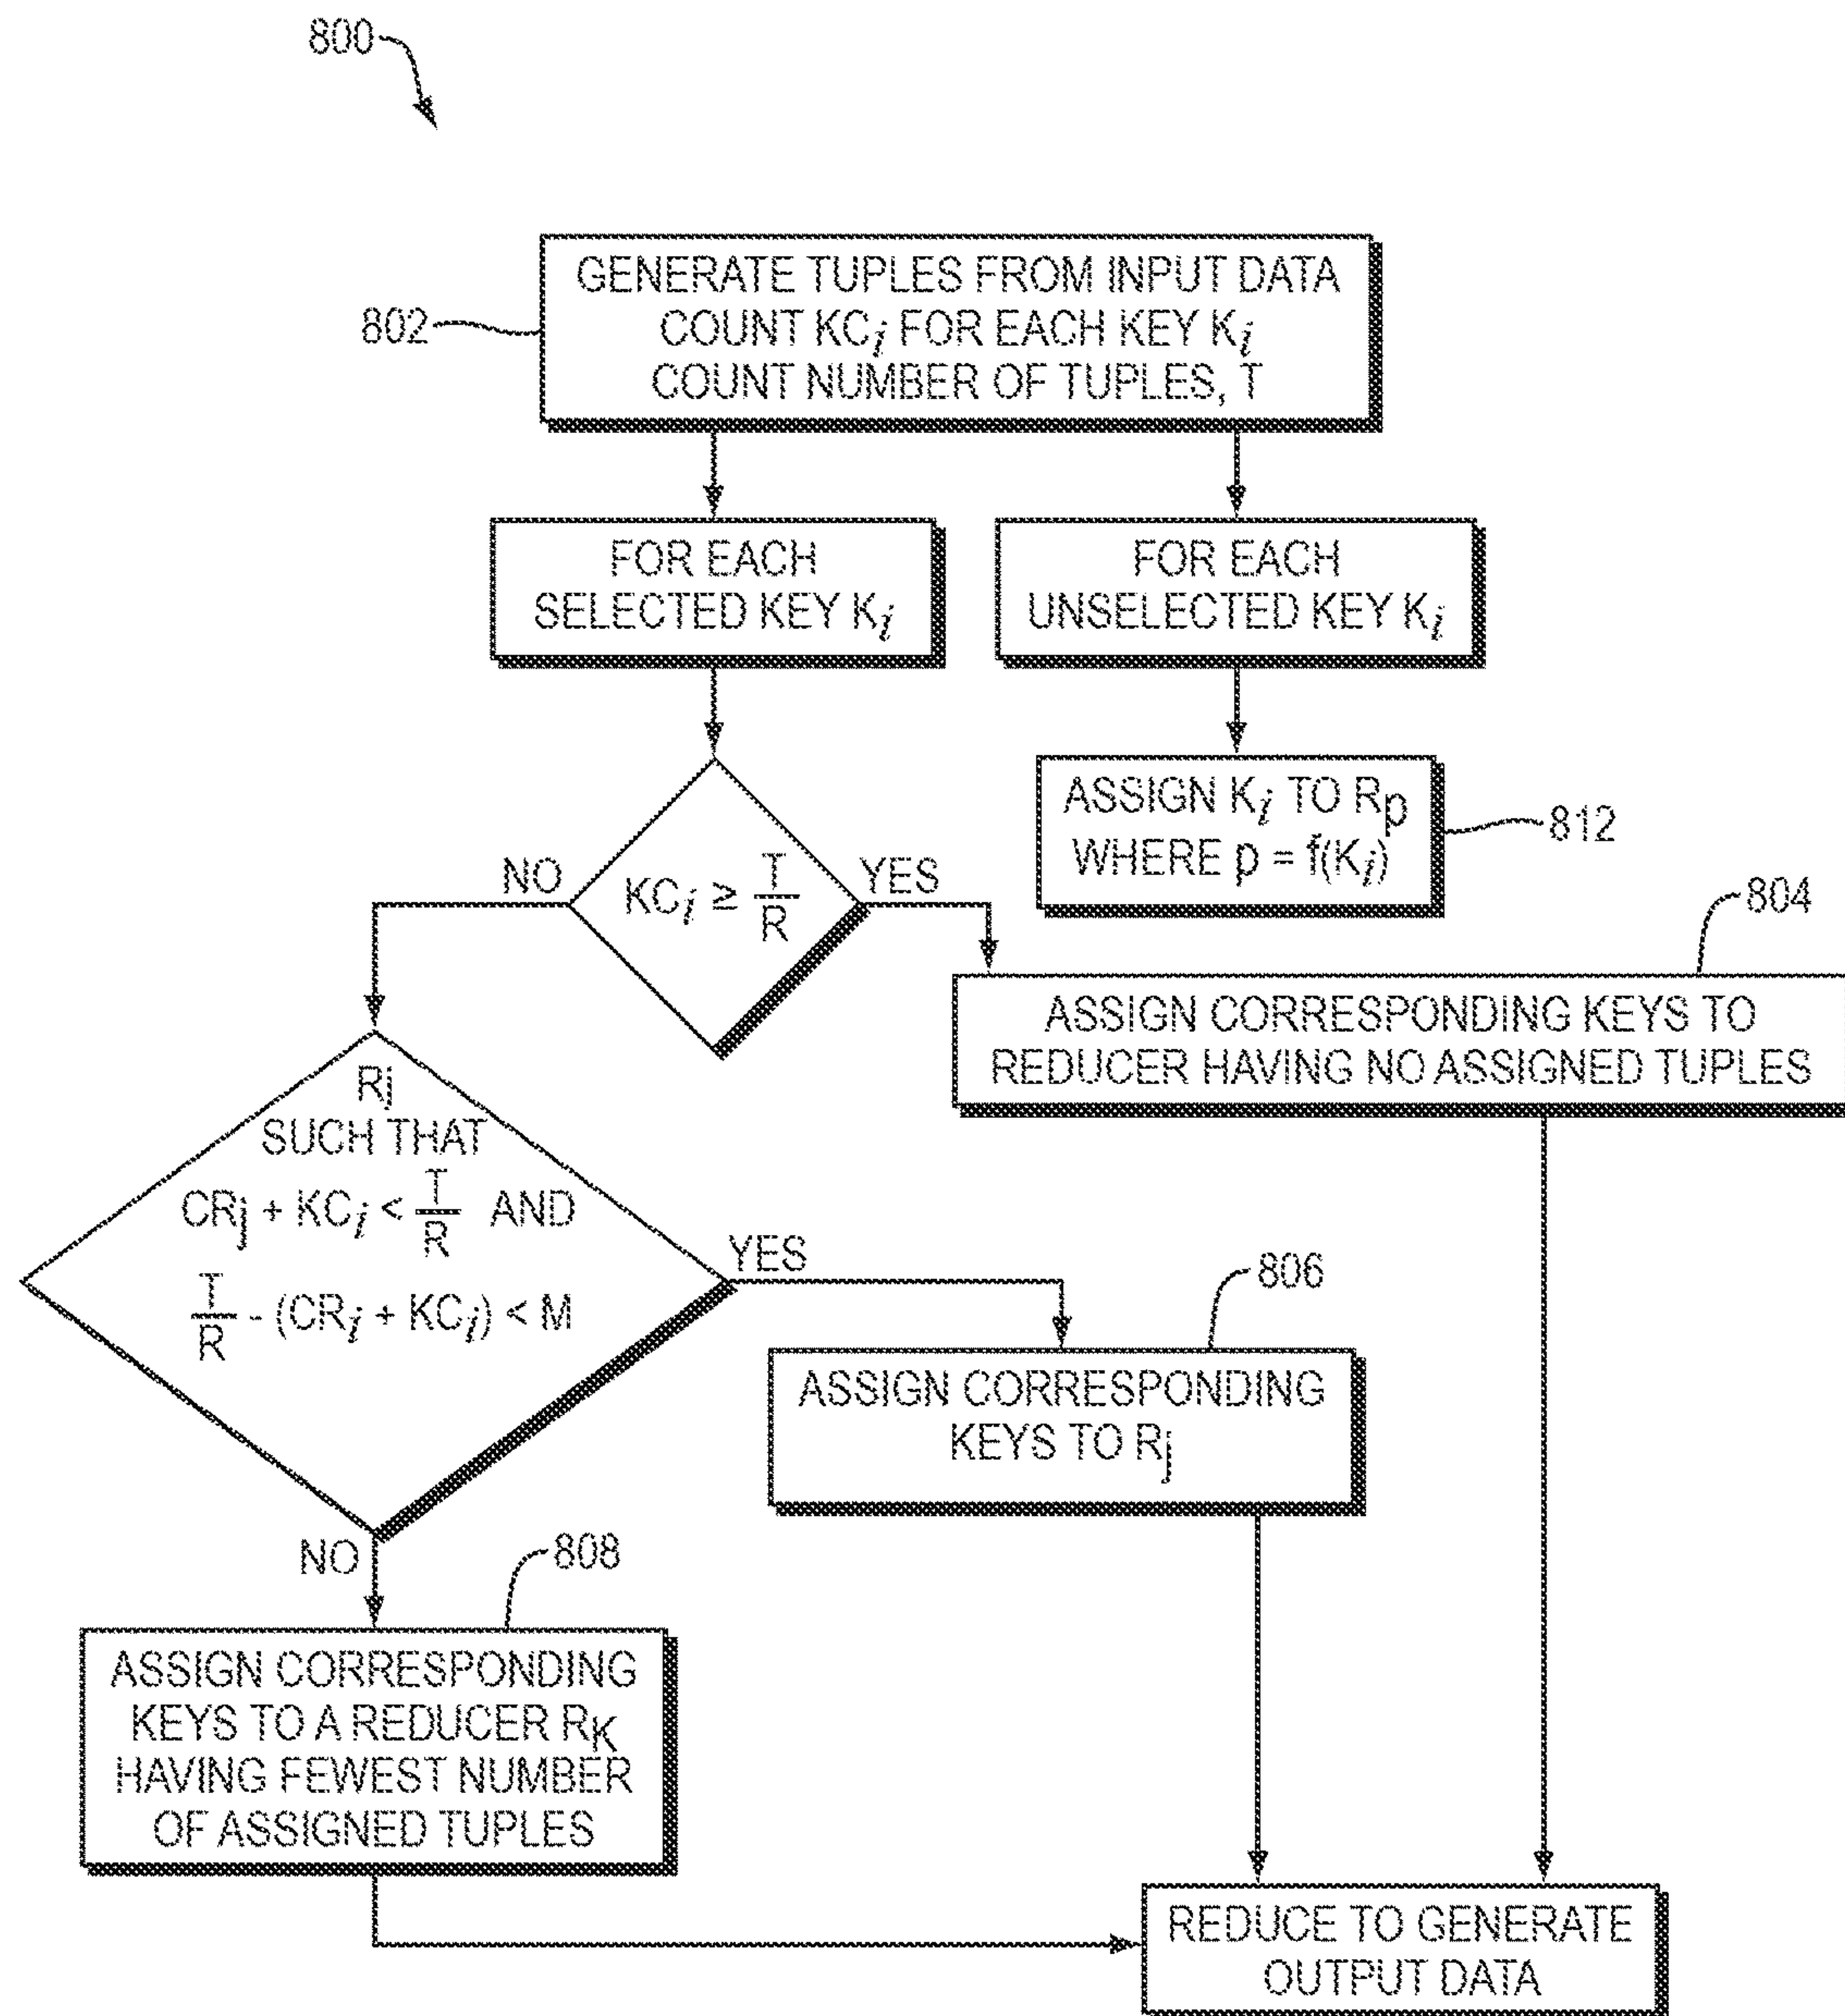 800
GENERATE TUPLES FROM INPUT DATA
COUNT KCi FOR EACH KEY Ki
COUNT NUMBER OF TUPLES, T
802
FOR EACH
SELECTED KEY Ki
FOR EACH
UNSELECTED KEY Ki
ASSIGN Ki TO Rp
WHERE p = f(Ki)
812
NO
KCi ≥ T/R
YES
804
ASSIGN CORRESPONDING KEYS TO
REDUCER HAVING NO ASSIGNED TUPLES
Rj
SUCH THAT
CRj + KCi < T/R AND
T/R - (CRi + KCi) < M
YES
806
ASSIGN CORRESPONDING
KEYS TO Rj
NO
808
ASSIGN CORRESPONDING
KEYS TO A REDUCER RK
HAVING FEWEST NUMBER
OF ASSIGNED TUPLES
REDUCE TO GENERATE
OUTPUT DATA